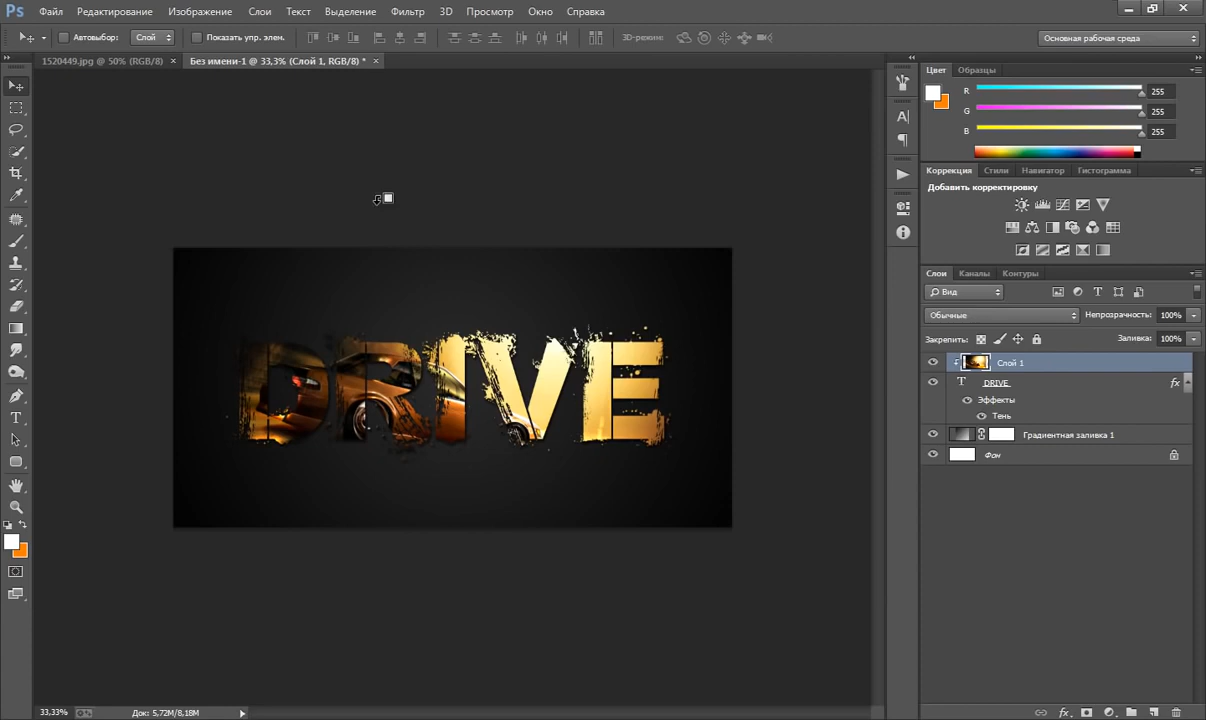 Ps Файл Редактирование Изображение Слои Текст Выделение Фильтр 3D Просмотр Окно Справка
Автовыбор: Слой Показать упр. элем. 3D-режим: Основная рабочая среда
1520449.jpg @ 50% (RGB/8) × Без имени-1 @ 33,3% (Слой 1, RGB/8) * ×
Цвет Образцы
R 255
G 255
B 255
Коррекция Стили Навигатор Гистограмма
Добавить корректировку
Слои Каналы Контуры
Вид
Обычные Непрозрачность: 100%
Закрепить: Заливка: 100%
Слой 1
T DRIVE fx
Эффекты
Тень
Градиентная заливка 1
Фон
DRIVE
33,33% Док: 5,72M/8,18M